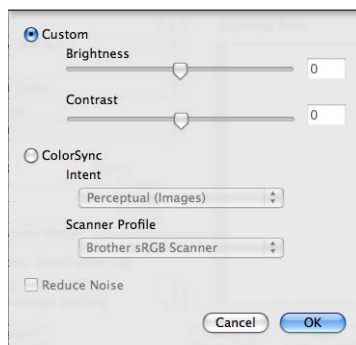 Custom
Brightness
0
Contrast
0
ColorSync
Intent
Perceptual (Images)
Scanner Profile
Brother sRGB Scanner
Reduce Noise
Cancel OK